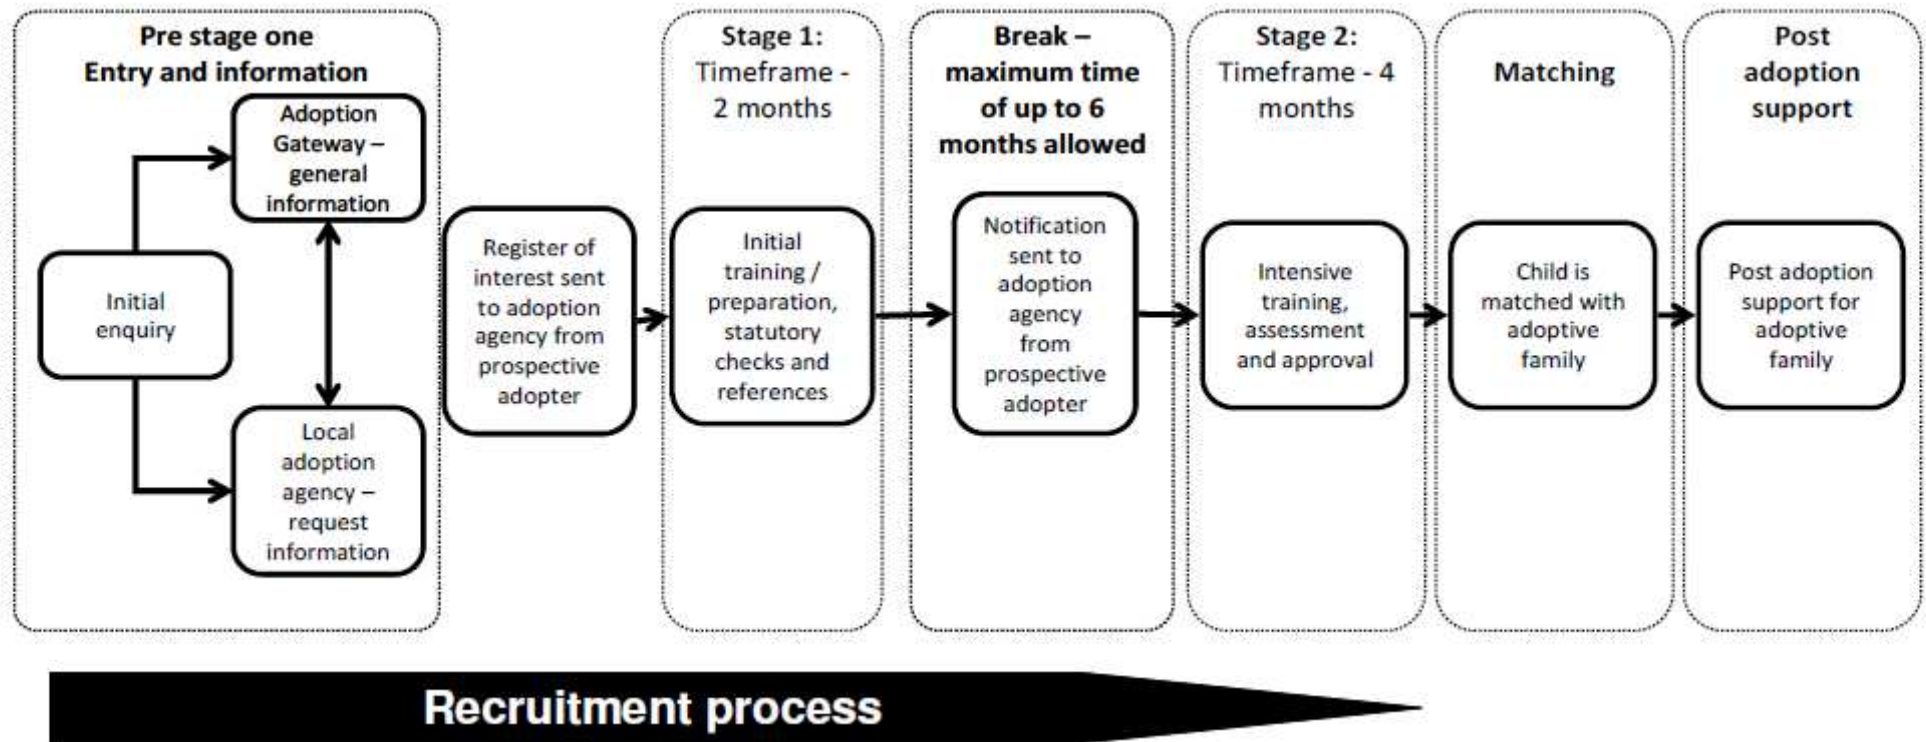 Pre stage one
Entry and information
Adoption
Gateway –
general
information
Initial
enquiry
Local
adoption
agency –
request
information
Register of
interest sent
to adoption
agency from
prospective
adopter
Stage 1:
Timeframe -
2 months
Initial
training /
preparation,
statutory
checks and
references
Break –
maximum time
of up to 6
months allowed
Notification
sent to
adoption
agency
from
prospective
adopter
Stage 2:
Timeframe - 4
months
Intensive
training,
assessment
and approval
Matching
Child is
matched with
adoptive
family
Post
adoption
support
Post adoption
support for
adoptive
family
Recruitment process